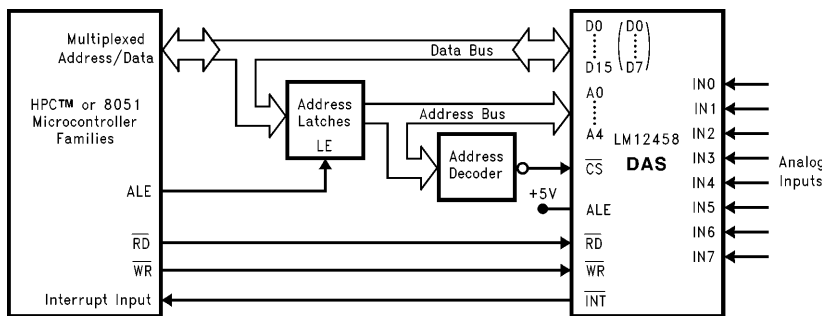 Multiplexed
Address/Data
HPC™ or 8051
Microcontroller
Families
ALE
RD
WR
Interrupt Input
Data Bus
Address
Latches
LE
Address Bus
Address
Decoder
+5V
D0 (D0
D15 D7)
A0
A4
LM12458
DAS
CS
ALE
RD
WR
INT
IN0
IN1
IN2
IN3
IN4
IN5
IN6
IN7
Analog
Inputs